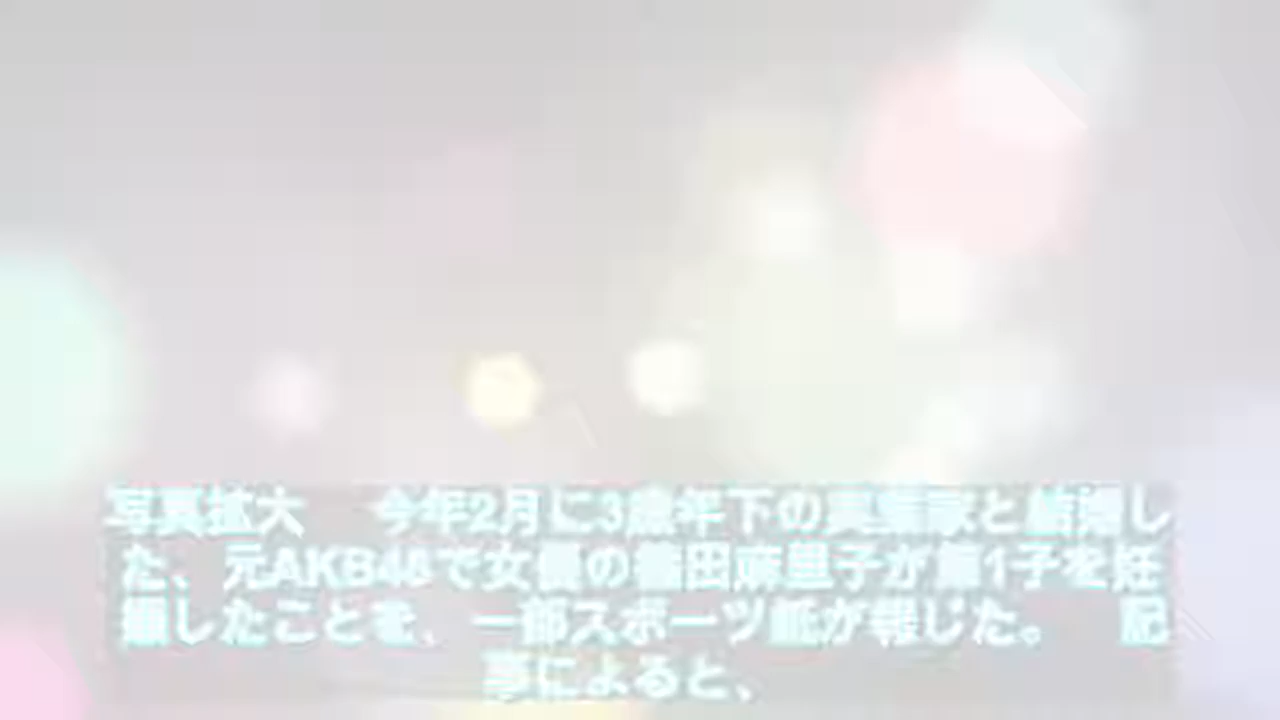 写真拡大　今年2月に3歳年下の実業家と結婚し
た、元AKB48で女優の篠田麻里子が第1子を妊
娠したことを、一部スポーツ紙が報じた。　記
事によると、